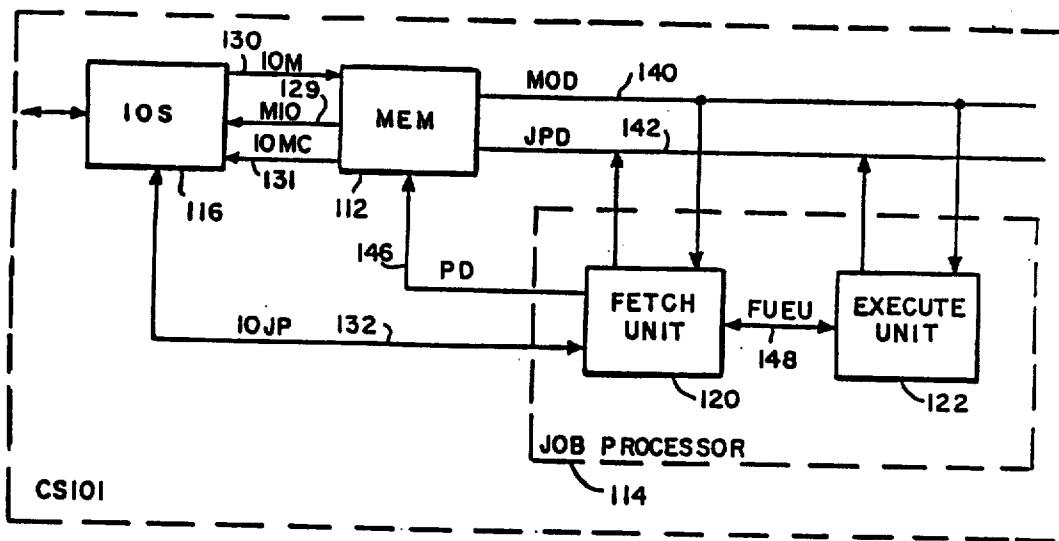 130 IOM
129
MIO
IOMC
131
IOS
116
MEM
112
MOD
140
JPD
142
146
PD
IOJP
132
FETCH
UNIT
120
FUEU
148
EXECUTE
UNIT
122
JOB PROCESSOR
114
CS101